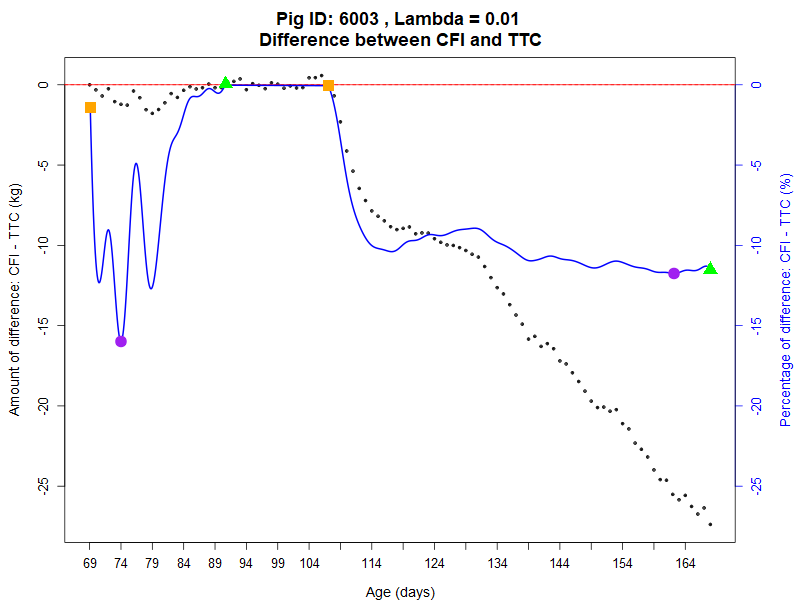 Pig ID: 6003 , Lambda = 0.01
Difference between CFI and TTC
Amount of difference: CFI - TTC (kg)
0
-5
-10
-15
-20
-25
0
-5
-10
-15
-20
-25
Percentage of difference: CFI - TTC (%)
69 74 79 84 89 94 99 104 114 124 134 144 154 164
Age (days)